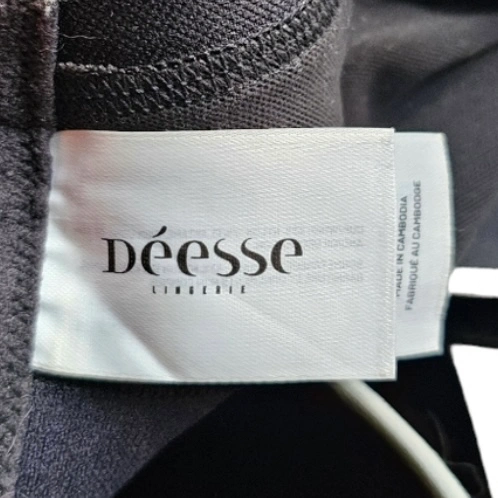 Déesse
LINGERIE
MADE IN CAMBODIA
FABRIQUÉ AU CAMBODGE